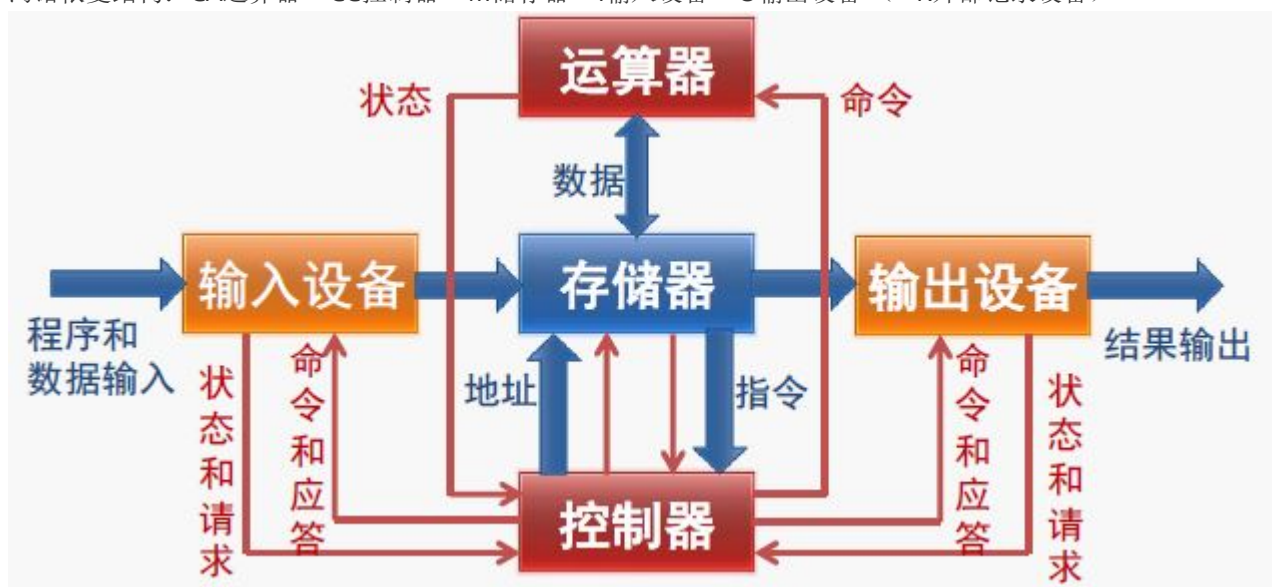 运算器
状态
命令
数据
输入设备
存储器
输出设备
程序和
数据输入
结果输出
地址
指令
状态和请求
命令和应答
命令和应答
状态和请求
控制器